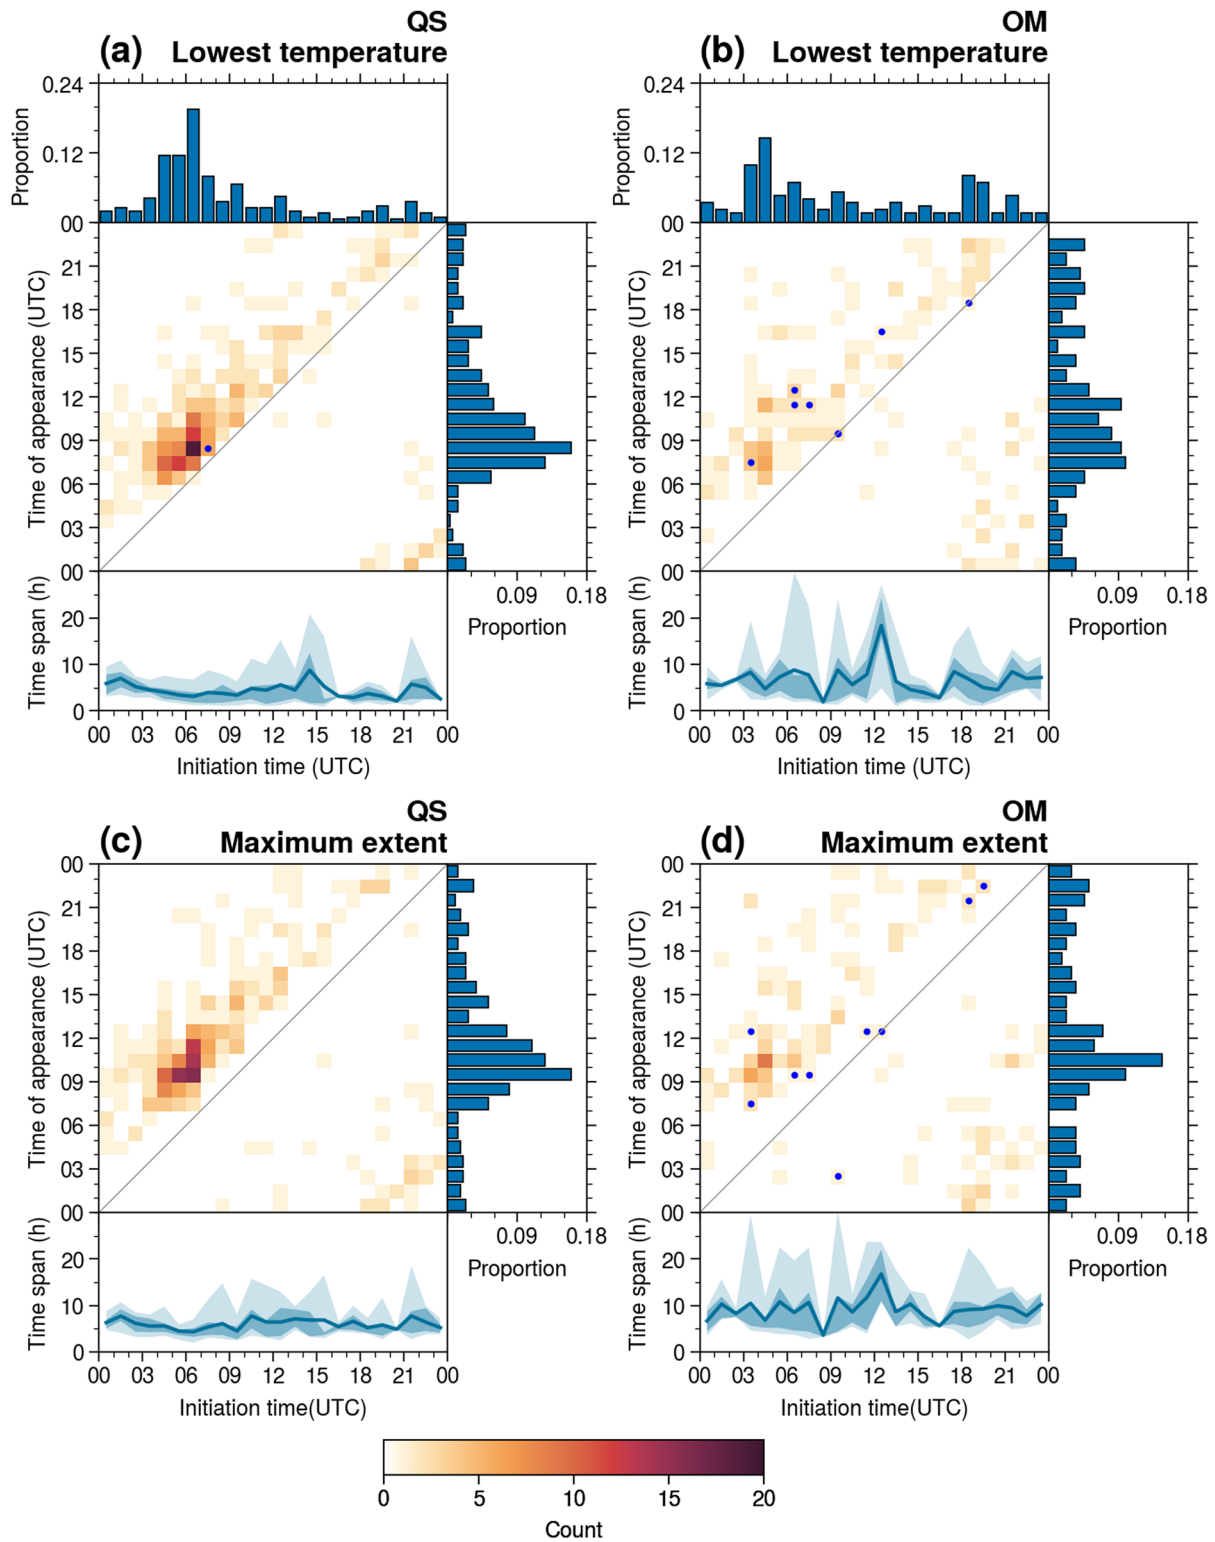 QS
(a) Lowest temperature
0.24
0.12
00
Proportion
21
18
15
12
09
06
03
00
Time of appearance (UTC)
0.09 0.18
Proportion
20
10
0
Time span (h)
00 03 06 09 12 15 18 21 00
Initiation time (UTC)
OM
(b) Lowest temperature
0.24
0.12
00
Proportion
21
18
15
12
09
06
03
00
Time of appearance (UTC)
0.09 0.18
Proportion
20
10
0
Time span (h)
00 03 06 09 12 15 18 21 00
Initiation time (UTC)
QS
(c) Maximum extent
00
21
18
15
12
09
06
03
00
Time of appearance (UTC)
0.09 0.18
Proportion
20
10
0
Time span (h)
00 03 06 09 12 15 18 21 00
Initiation time(UTC)
OM
(d) Maximum extent
00
21
18
15
12
09
06
03
00
Time of appearance (UTC)
0.09 0.18
Proportion
20
10
0
Time span (h)
00 03 06 09 12 15 18 21 00
Initiation time(UTC)
0 5 10 15 20
Count